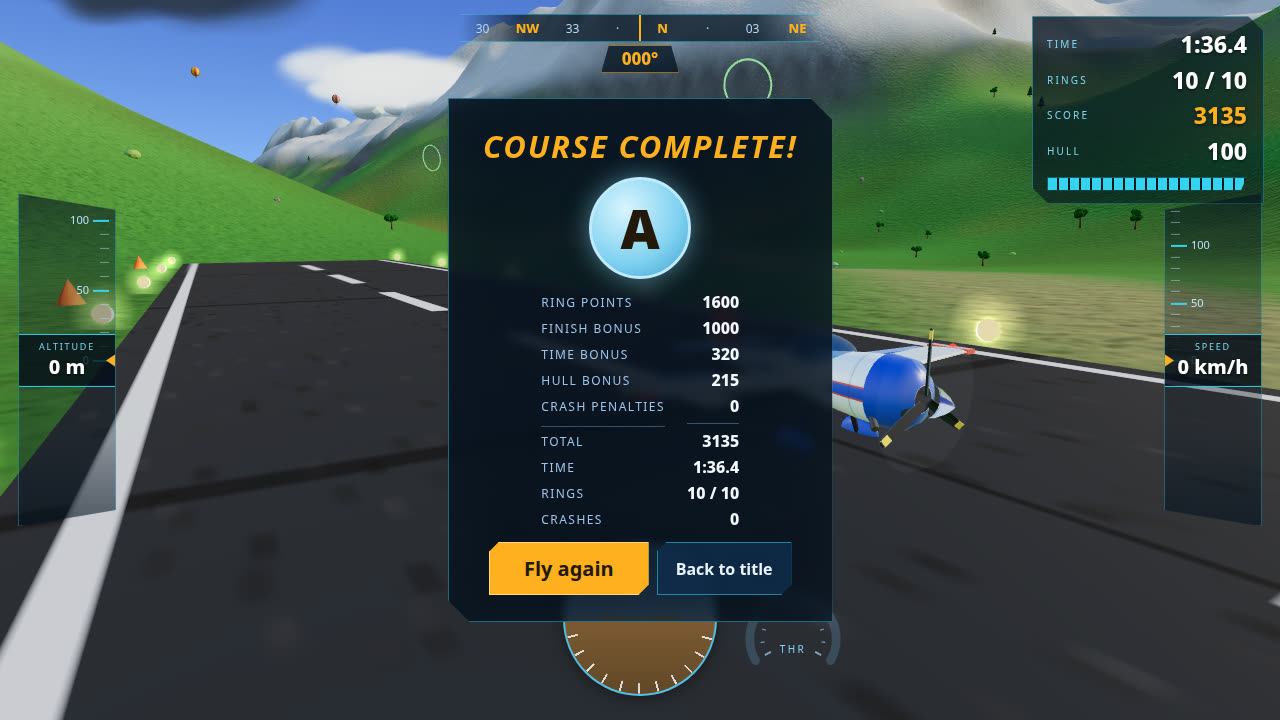 30 NW 33 · N · 03 NE
000°
TIME 1:36.4
RINGS 10 / 10
SCORE 3135
HULL 100
COURSE COMPLETE!
A
RING POINTS 1600
FINISH BONUS 1000
TIME BONUS 320
HULL BONUS 215
CRASH PENALTIES 0
TOTAL 3135
TIME 1:36.4
RINGS 10 / 10
CRASHES 0
Fly again
Back to title
100
50
0
ALTITUDE
0 m
100
50
SPEED
0 km/h
THR